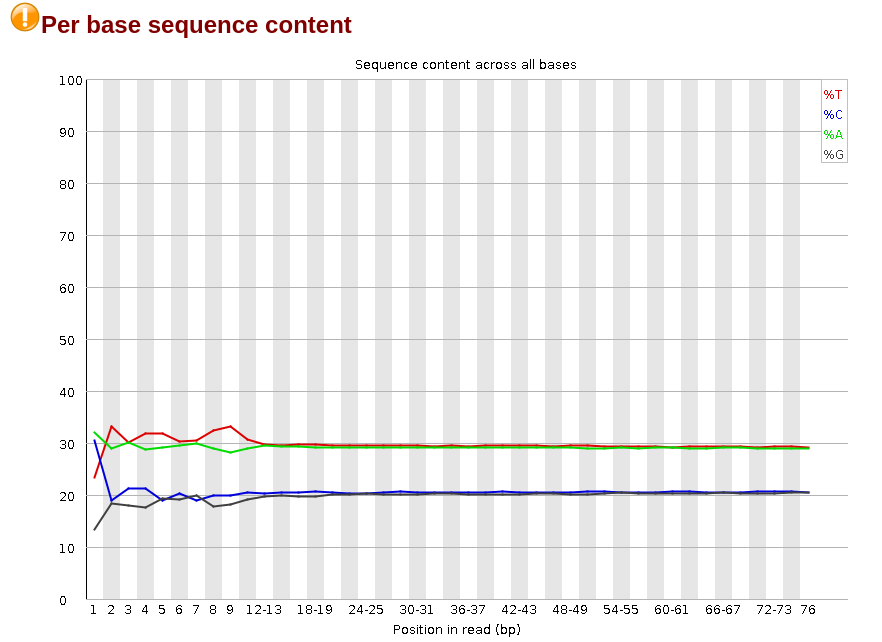 Per base sequence content
Sequence content across all bases
100
90
80
70
60
50
40
30
20
10
0
%T
%C
%A
%G
1 2 3 4 5 6 7 8 9 12-13 18-19 24-25 30-31 36-37 42-43 48-49 54-55 60-61 66-67 72-73 76
Position in read (bp)